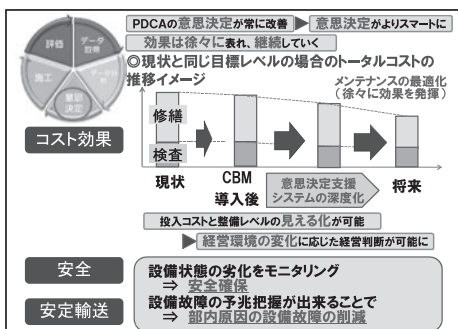 PDCAの意思決定が常に改善
意思決定がよりスマートに
効果は徐々に表れ、継続していく
評価
データ取得
施工
データ分析
意思決定
◎現状と同じ目標レベルの場合のトータルコストの
推移イメージ
メンテナンスの最適化
(徐々に効果を発揮)
修繕
検査
コスト効果
現状
CBM
導入後
意思決定支援
システムの深度化
将来
投入コストと整備レベルの見える化が可能
経営環境の変化に応じた経営判断が可能に
安全
設備状態の劣化をモニタリング
⇒ 安全確保
安定輸送
設備故障の予兆把握が出来ることで
⇒ 部内原因の設備故障の削減